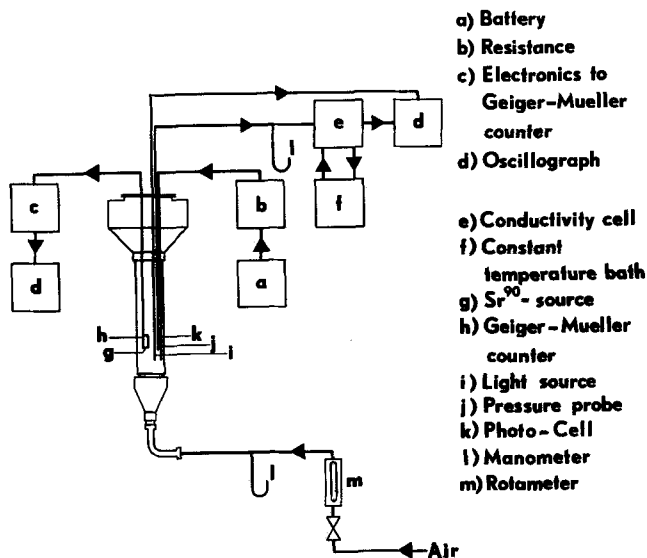 a) Battery
b) Resistance
c) Electronics to
Geiger-Mueller
counter
d) Oscillograph
e) Conductivity cell
f) Constant
temperature bath
g) Sr90- source
h) Geiger-Mueller
counter
i) Light source
j) Pressure probe
k) Photo-Cell
l) Manometer
m) Rotameter
e
d
l
c
b
f
d
a
h
k
j
g
i
l
m
Air